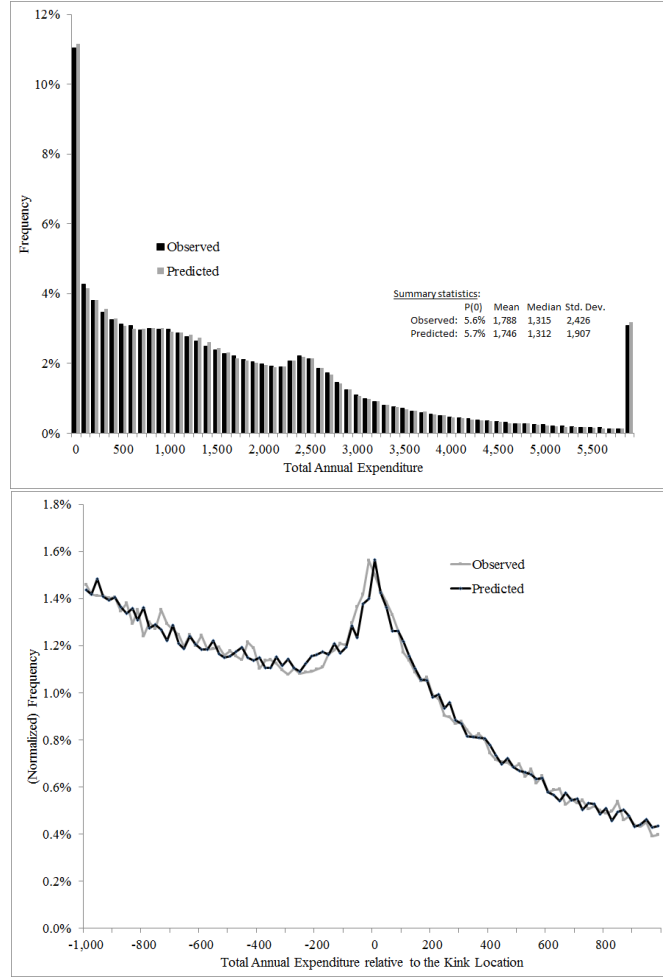 12%
10%
8%
6%
4%
2%
0%
Frequency
Observed
Predicted
Summary statistics:
P(0) Mean Median Std. Dev.
Observed: 5.6% 1,788 1,315 2,426
Predicted: 5.7% 1,746 1,312 1,907
0 500 1,000 1,500 2,000 2,500 3,000 3,500 4,000 4,500 5,000 5,500
Total Annual Expenditure
1.8%
1.6%
1.4%
1.2%
1.0%
0.8%
0.6%
0.4%
0.2%
0.0%
(Normalized) Frequency
Observed
Predicted
-1,000 -800 -600 -400 -200 0 200 400 600 800
Total Annual Expenditure relative to the Kink Location